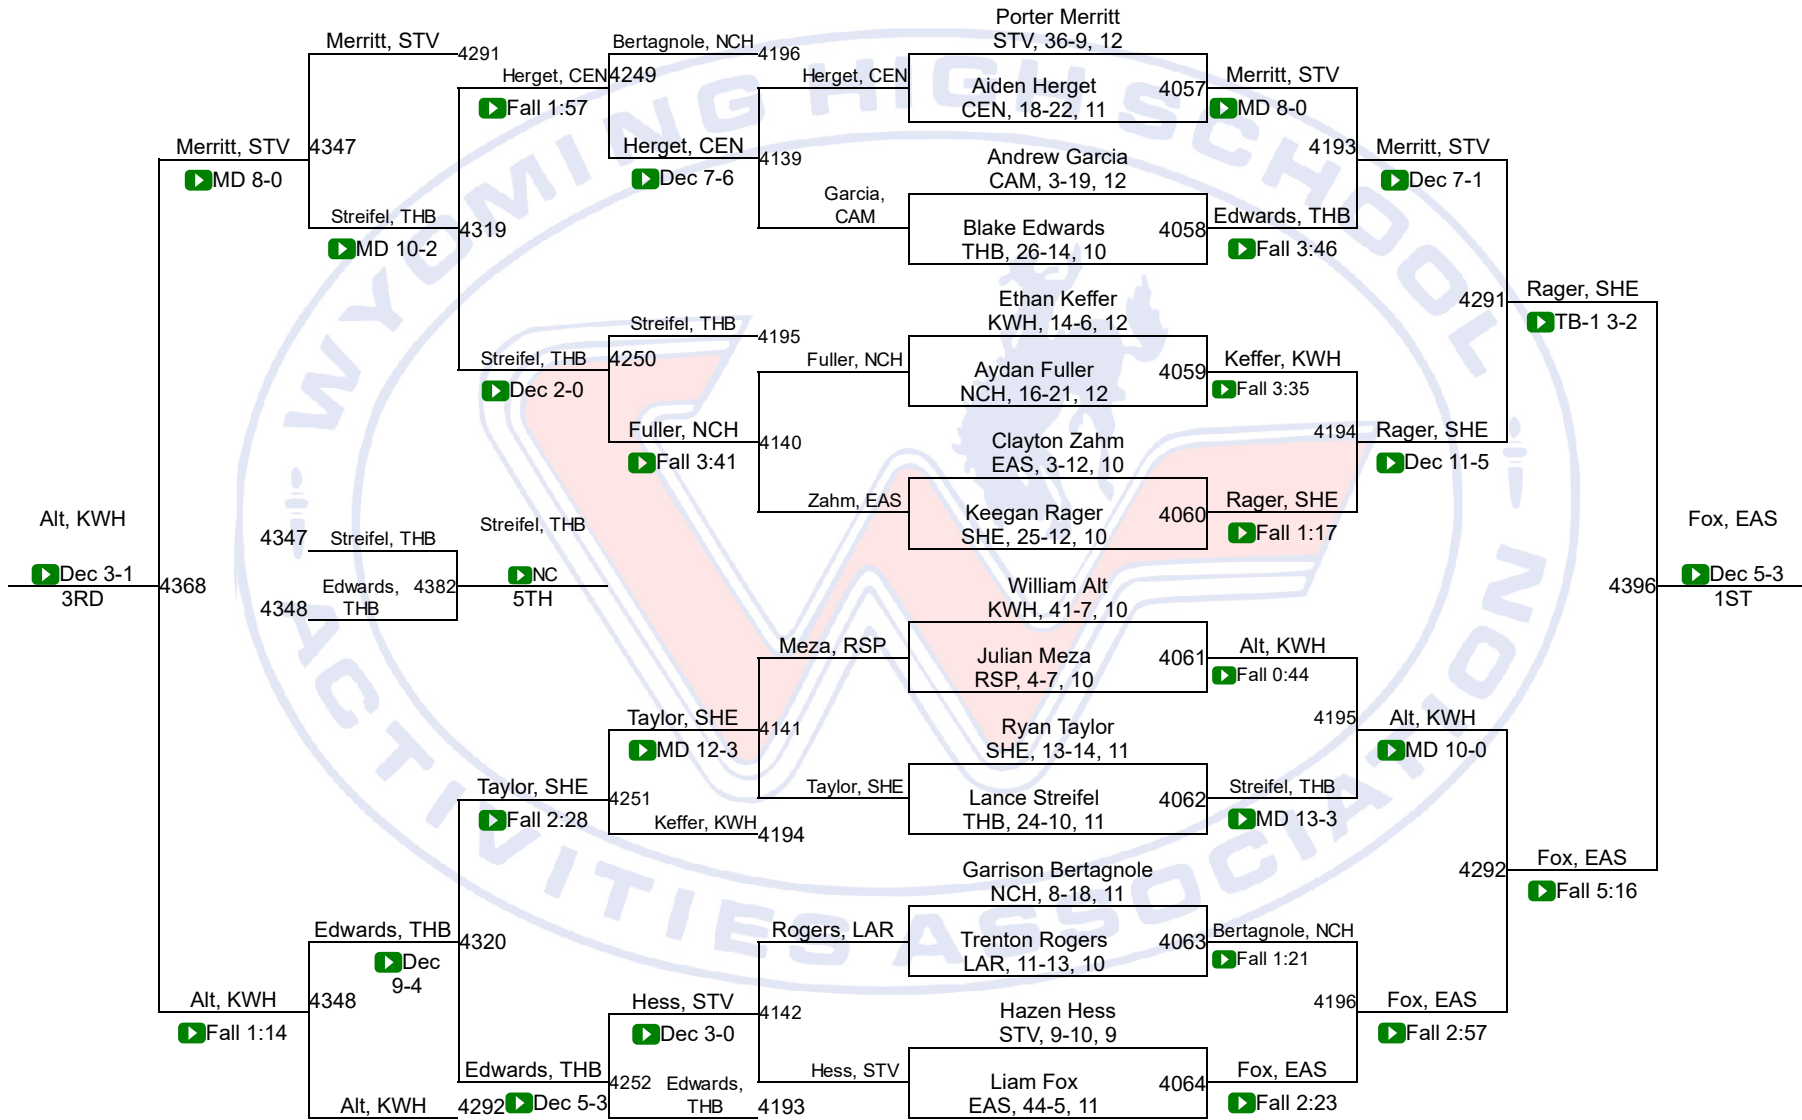 Porter Merritt
STV, 36-9, 12
Merritt, STV
4291
Bertagnole, NCH
4196
Herget, CEN
4249
Herget, CEN
Aiden Herget
CEN, 18-22, 11
4057
Merritt, STV
Fall 1:57
MD 8-0
Merritt, STV
4347
Herget, CEN
4139
Andrew Garcia
CAM, 3-19, 12
4193
Merritt, STV
MD 8-0
Dec 7-6
Dec 7-1
Streifel, THB
4319
Garcia,
CAM
Blake Edwards
THB, 26-14, 10
4058
Edwards, THB
MD 10-2
Fall 3:46
Ethan Keffer
KWH, 14-6, 12
4291
Rager, SHE
Streifel, THB
4195
TB-1 3-2
Streifel, THB
4250
Fuller, NCH
Aydan Fuller
NCH, 16-21, 12
4059
Keffer, KWH
Dec 2-0
Fall 3:35
Fuller, NCH
4140
Clayton Zahm
EAS, 3-12, 10
4194
Rager, SHE
Fall 3:41
Dec 11-5
Zahm, EAS
Keegan Rager
SHE, 25-12, 10
4060
Rager, SHE
Fall 1:17
Alt, KWH
Streifel, THB
Fox, EAS
4347
Streifel, THB
Dec 3-1
3RD
4368
Edwards,
THB
4382
NC
5TH
4348
William Alt
KWH, 41-7, 10
4396
Dec 5-3
1ST
Meza, RSP
Julian Meza
RSP, 4-7, 10
4061
Alt, KWH
Fall 0:44
Taylor, SHE
4141
Ryan Taylor
SHE, 13-14, 11
4195
Alt, KWH
MD 12-3
MD 10-0
Taylor, SHE
4251
Taylor, SHE
Lance Streifel
THB, 24-10, 11
4062
Streifel, THB
Fall 2:28
Keffer, KWH
4194
MD 13-3
Garrison Bertagnole
NCH, 8-18, 11
4292
Fox, EAS
Fall 5:16
Edwards, THB
4320
Rogers, LAR
Trenton Rogers
LAR, 11-13, 10
4063
Bertagnole, NCH
Dec
9-4
Fall 1:21
Alt, KWH
4348
Hess, STV
4142
Hazen Hess
STV, 9-10, 9
4196
Fox, EAS
Fall 1:14
Dec 3-0
Fall 2:57
Edwards, THB
4252
Edwards,
THB
4193
Hess, STV
Liam Fox
EAS, 44-5, 11
4064
Fox, EAS
Alt, KWH
4292
Dec 5-3
Fall 2:23
WYOMING HIGH SCHOOL
ACTIVITIES ASSOCIATION
W